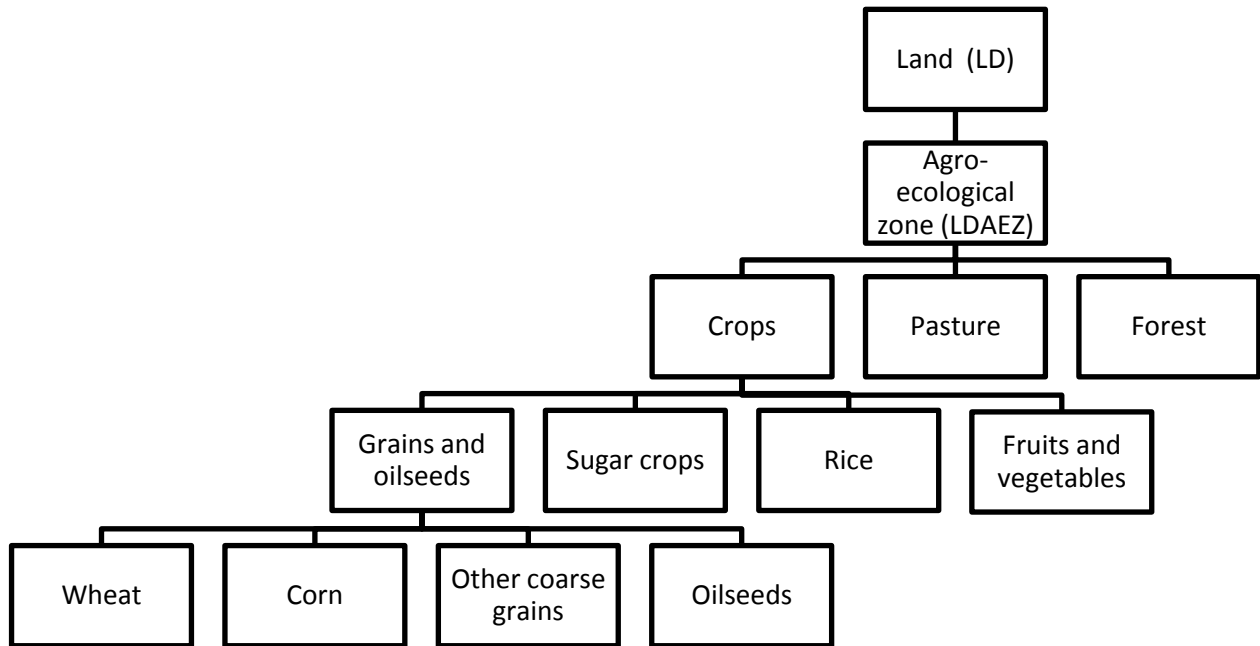 Land  (LD)
Agro-
ecological
zone (LDAEZ)
Crops
Pasture
Forest
Grains and
oilseeds
Sugar crops
Rice
Fruits and
vegetables
Wheat
Corn
Other coarse
grains
Oilseeds